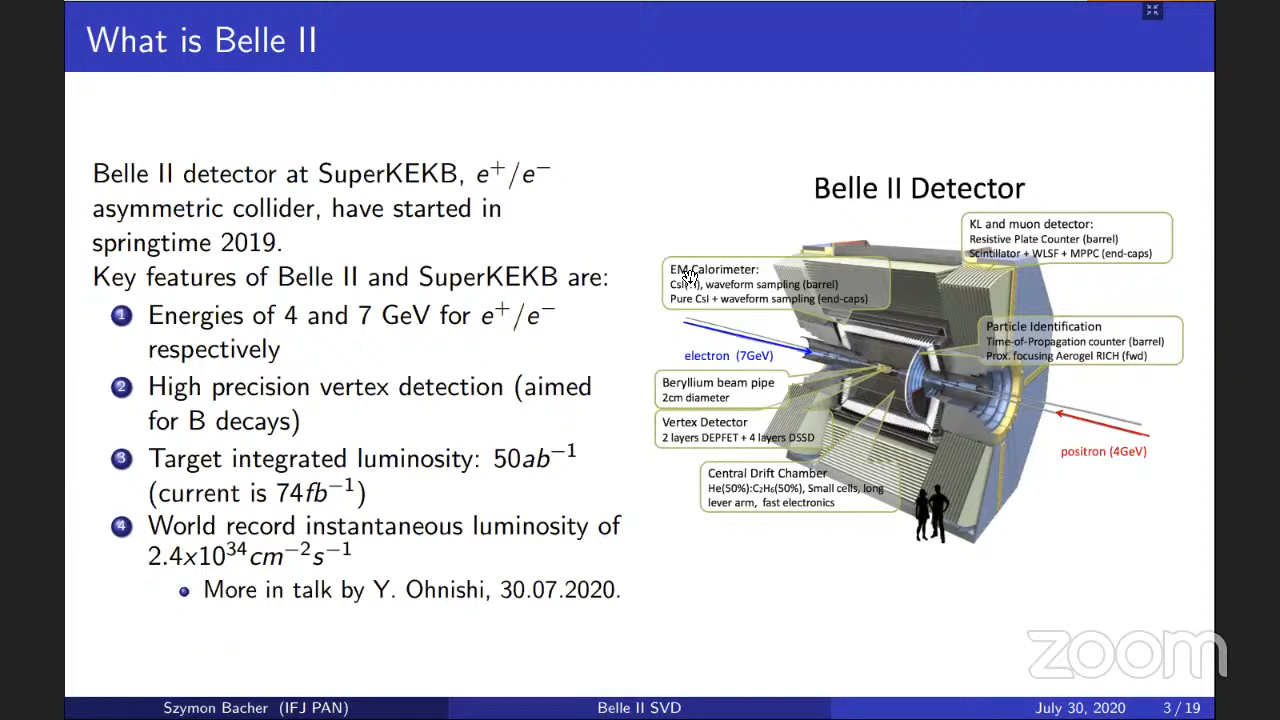 What is Belle II
Belle II detector at SuperKEKB, e⁺/e⁻
asymmetric collider, have started in
springtime 2019.
Key features of Belle II and SuperKEKB are:
1 Energies of 4 and 7 GeV for e⁺/e⁻
respectively
2 High precision vertex detection (aimed
for B decays)
3 Target integrated luminosity: 50ab⁻¹
(current is 74fb⁻¹)
4 World record instantaneous luminosity of
2.4x10³⁴cm⁻²s⁻¹
• More in talk by Y. Ohnishi, 30.07.2020.
Belle II Detector
KL and muon detector:
Resistive Plate Counter (barrel)
Scintillator + WLSF + MPPC (end-caps)
EM Calorimeter:
waveform sampling (barrel)
Pure CsI + waveform sampling (end-caps)
Particle Identification
Time-of-Propagation counter (barrel)
Prox. focusing Aerogel RICH (fwd)
electron (7GeV)
Beryllium beam pipe
2cm diameter
Vertex Detector
2 layers DEPFET + 4 layers DSSD
positron (4GeV)
Central Drift Chamber
He(50%):C₂H₆(50%), Small cells, long
lever arm, fast electronics
zoom
Szymon Bacher (IFJ PAN)
Belle II SVD
July 30, 2020
3 / 19